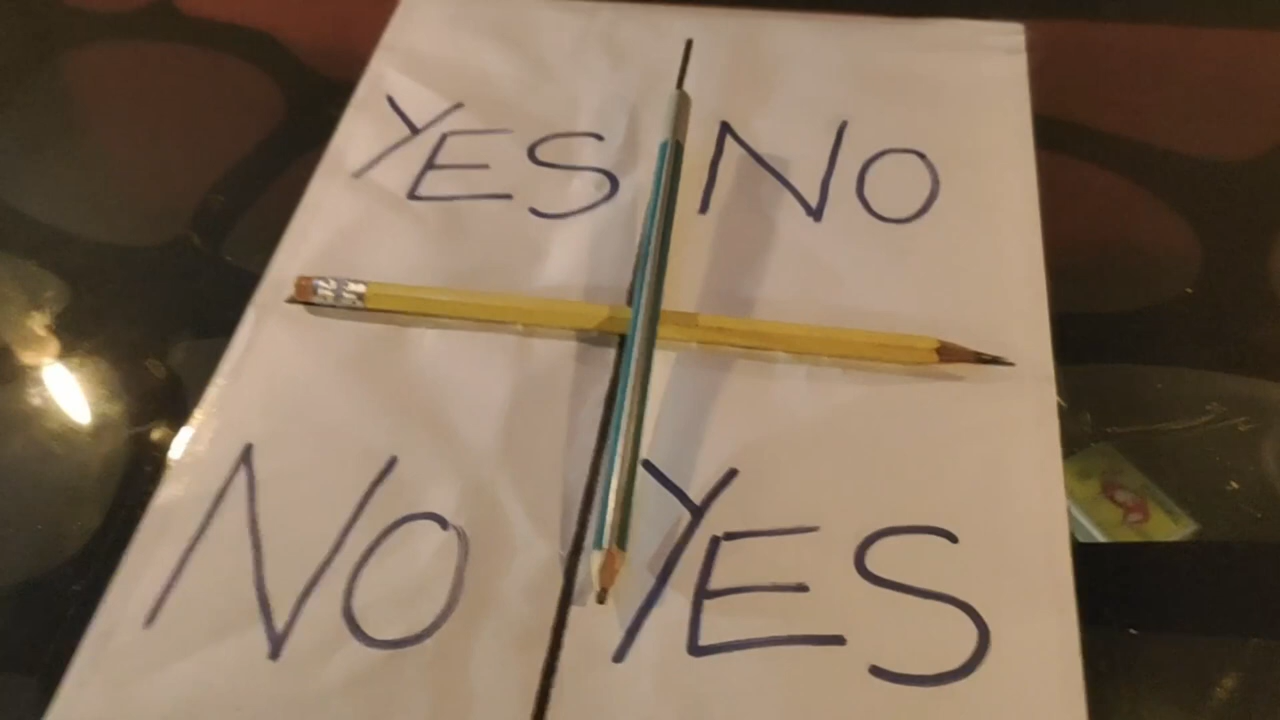 YES NO
NO YES